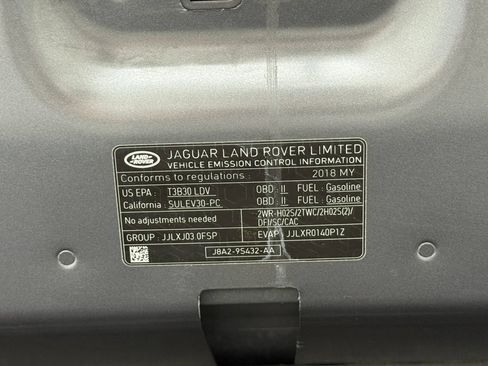 LAND-
ROVER
JAGUAR LAND ROVER LIMITED
VEHICLE EMISSION CONTROL INFORMATION
Conforms to regulations : 2018 MY
US EPA : T3B30 LDV OBD : II FUEL : Gasoline
California : SULEV30-PC OBD : II FUEL : Gasoline
No adjustments needed 2WR-HO2S/2TWC/2HO2S(2)/
DFI/SC/CAC
GROUP : JJLXJ03.0FSP EVAP : JJLXR0140P1Z
J8A2-9S432-AA